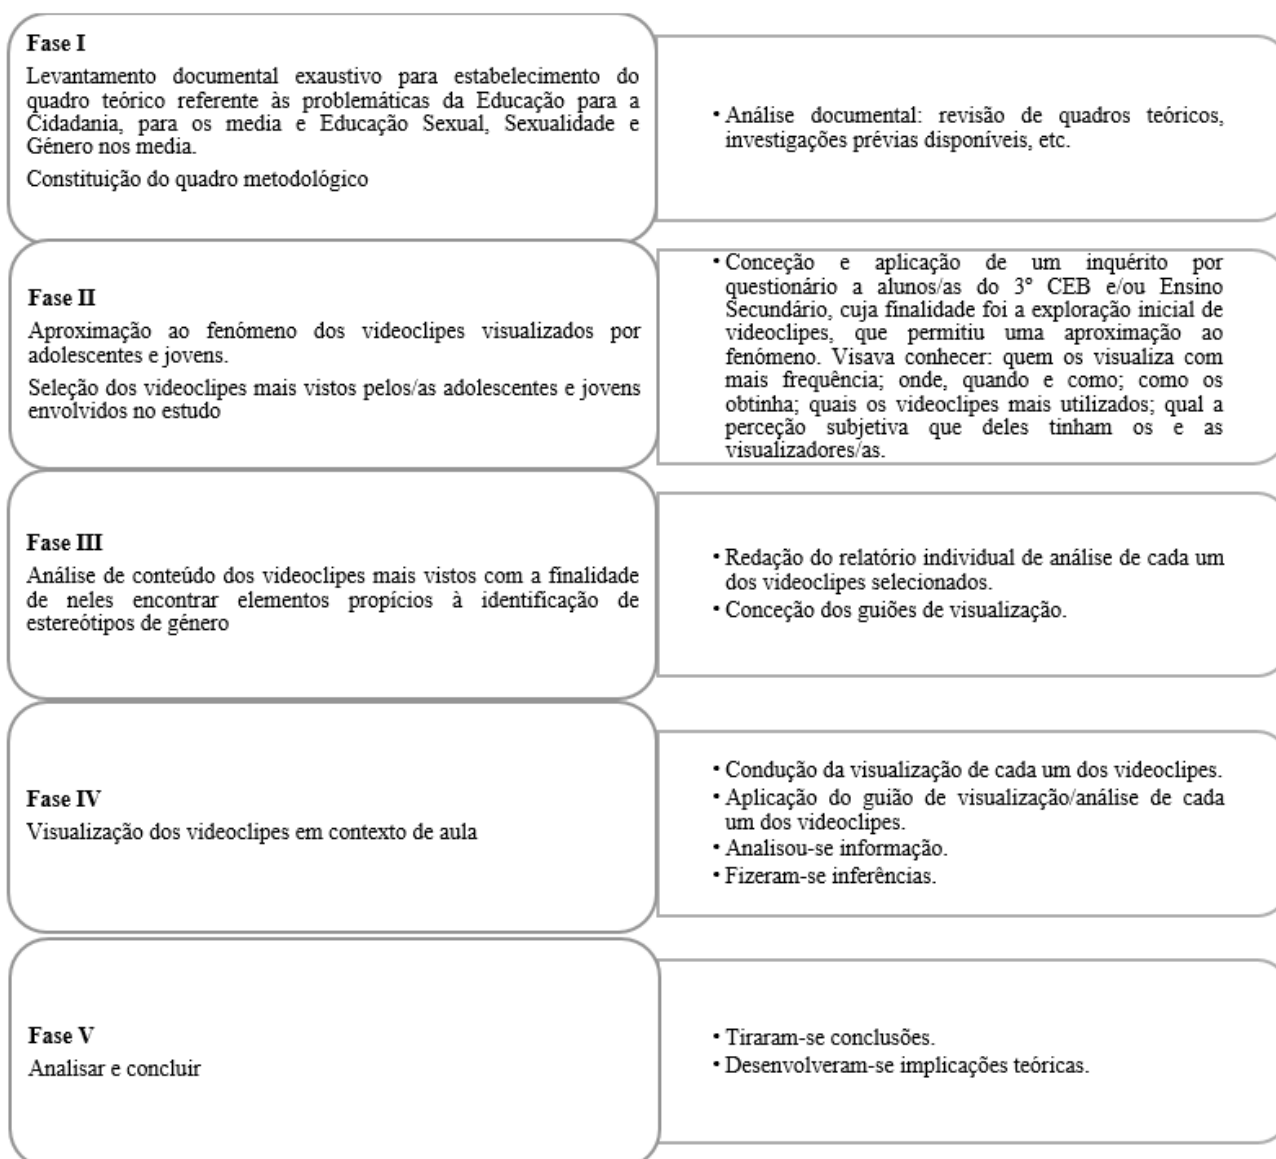 Fase I
Levantamento documental exaustivo para estabelecimento do
quadro teórico referente às problemáticas da Educação para a
Cidadania, para os media e Educação Sexual, Sexualidade e
Género nos media.
Constituição do quadro metodológico
• Análise documental: revisão de quadros teóricos,
investigações prévias disponíveis, etc.
Fase II
Aproximação ao fenómeno dos videoclipes visualizados por
adolescentes e jovens.
Seleção dos videoclipes mais vistos pelos/as adolescentes e jovens
envolvidos no estudo
• Conceção e aplicação de um inquérito por
questionário a alunos/as do 3º CEB e/ou Ensino
Secundário, cuja finalidade foi a exploração inicial de
videoclipes, que permitiu uma aproximação ao
fenómeno. Visava conhecer: quem os visualiza com
mais frequência; onde, quando e como; como os
obtinha; quais os videoclipes mais utilizados; qual a
perceção subjetiva que deles tinham os e as
visualizadores/as.
Fase III
Análise de conteúdo dos videoclipes mais vistos com a finalidade
de neles encontrar elementos propícios à identificação de
estereótipos de género
• Redação do relatório individual de análise de cada um
dos videoclipes selecionados.
• Conceção dos guiões de visualização.
Fase IV
Visualização dos videoclipes em contexto de aula
• Condução da visualização de cada um dos videoclipes.
• Aplicação do guião de visualização/análise de cada
um dos videoclipes.
• Analisou-se informação.
• Fizeram-se inferências.
Fase V
Analisar e concluir
• Tiraram-se conclusões.
• Desenvolveram-se implicações teóricas.